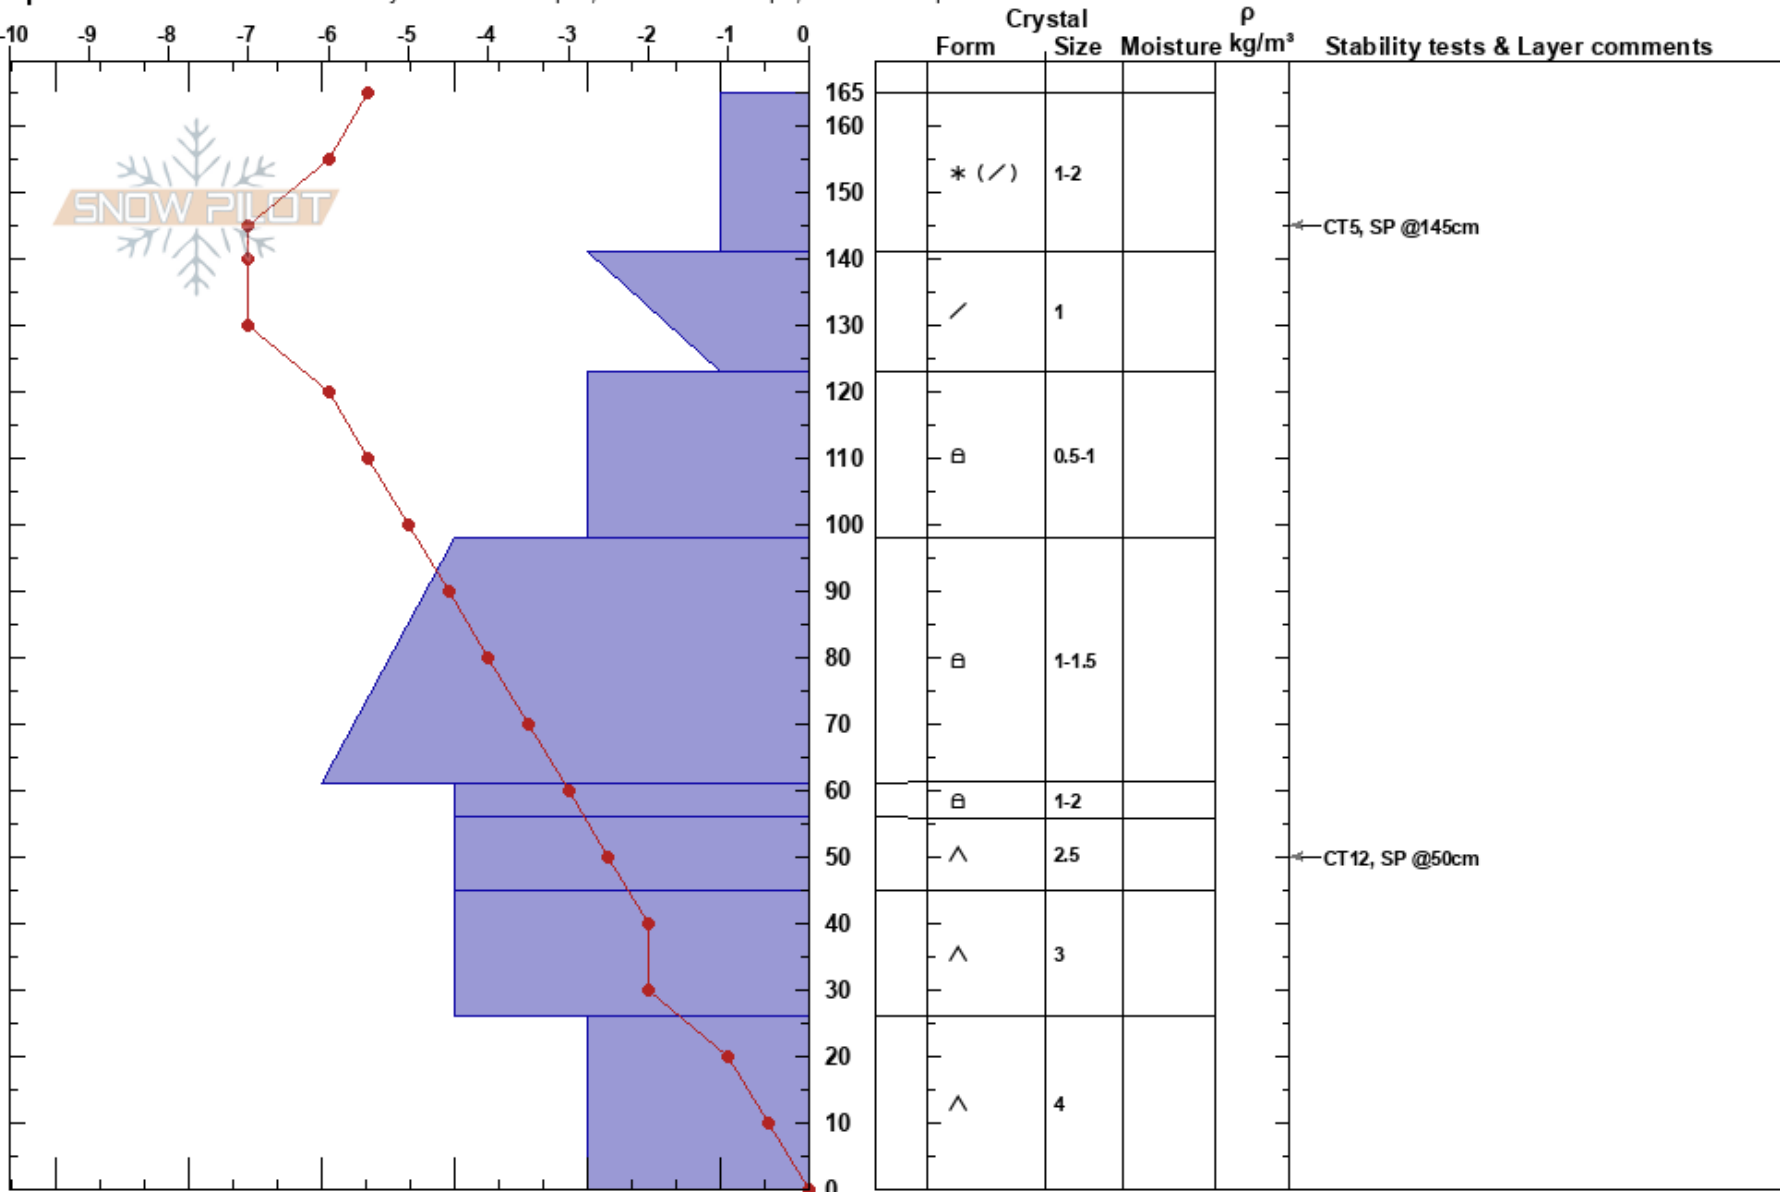 Crystal ρ
-10 -9 -8 -7 -6 -5 -4 -3 -2 -1 0 Form Size Moisture kg/m³ Stability tests & Layer comments
165
160
* (/) 1-2
150
SNOW PILOT
CT5, SP @145cm
140
130 / 1
120
110 0.5-1
100
90
80 1-1.5
70
60 1-2
50 ∧ 2.5 CT12, SP @50cm
40
∧ 3
30
20
10 ∧ 4
0